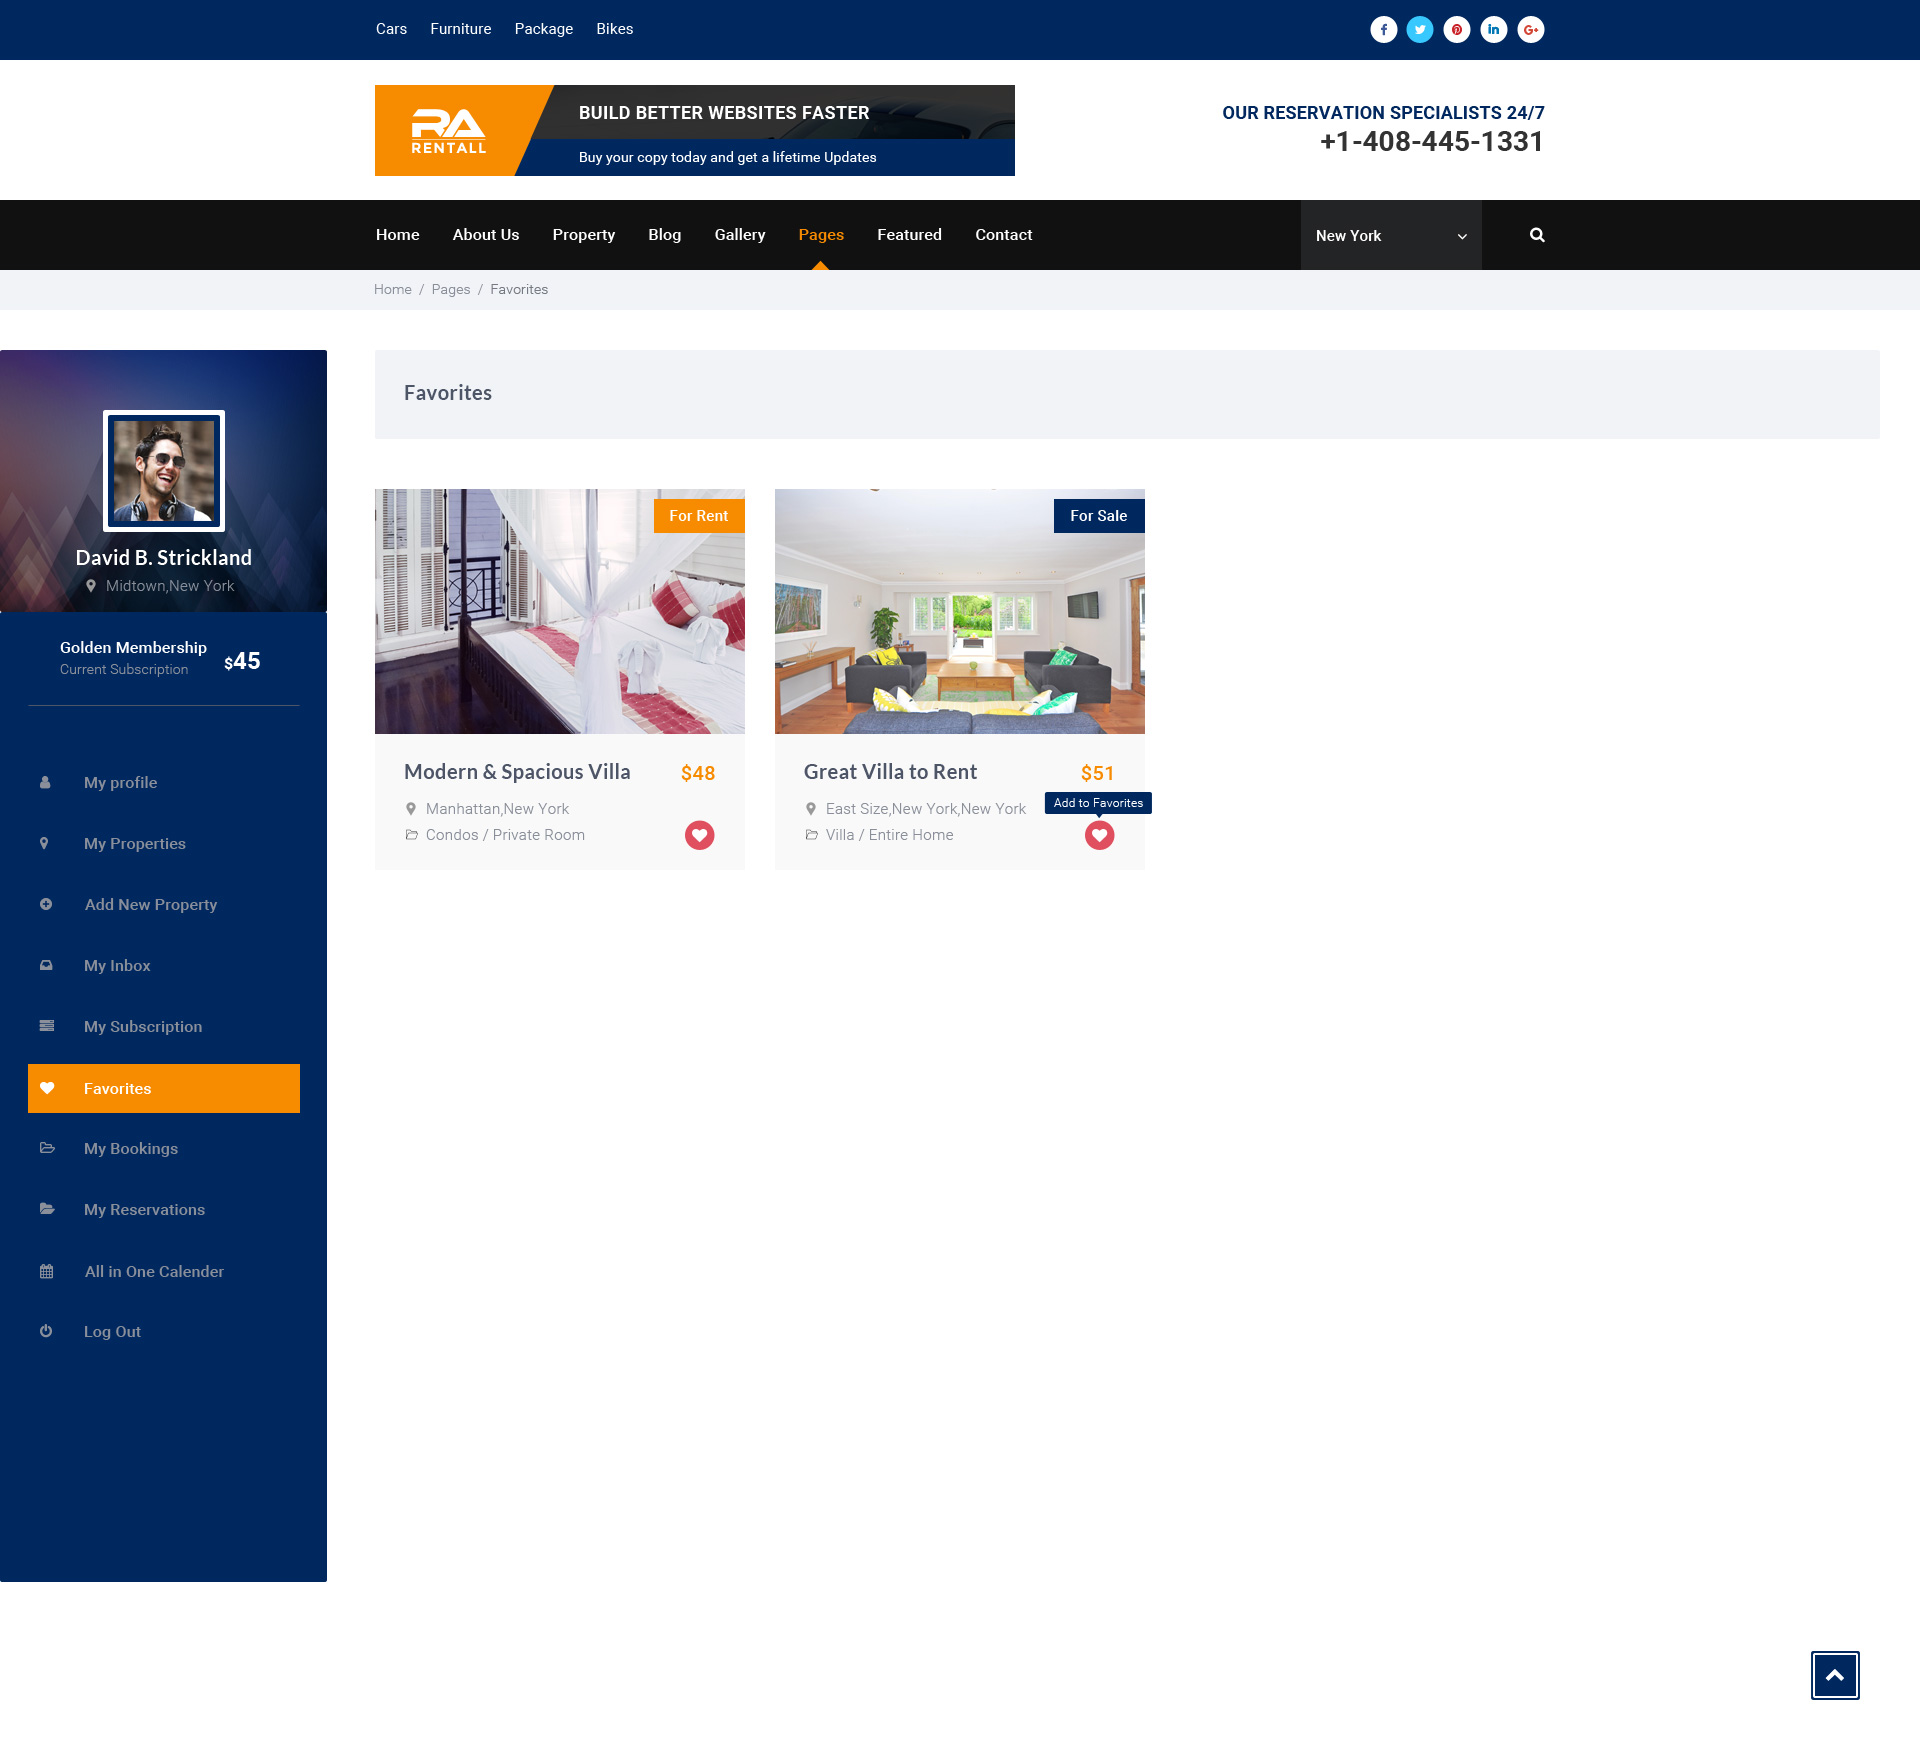 Cars Furniture Package Bikes
RA
RENTALL
BUILD BETTER WEBSITES FASTER
Buy your copy today and get a lifetime Updates
OUR RESERVATION SPECIALISTS 24/7
+1-408-445-1331
Home About Us Property Blog Gallery Pages Featured Contact
New York
Home / Pages / Favorites
David B. Strickland
Midtown,New York
Golden Membership
Current Subscription
$45
My profile
My Properties
Add New Property
My Inbox
My Subscription
Favorites
My Bookings
My Reservations
All in One Calender
Log Out
Favorites
For Rent
Modern & Spacious Villa
$48
Manhattan,New York
Condos / Private Room
For Sale
Great Villa to Rent
$51
East Size,New York,New York
Add to Favorites
Villa / Entire Home